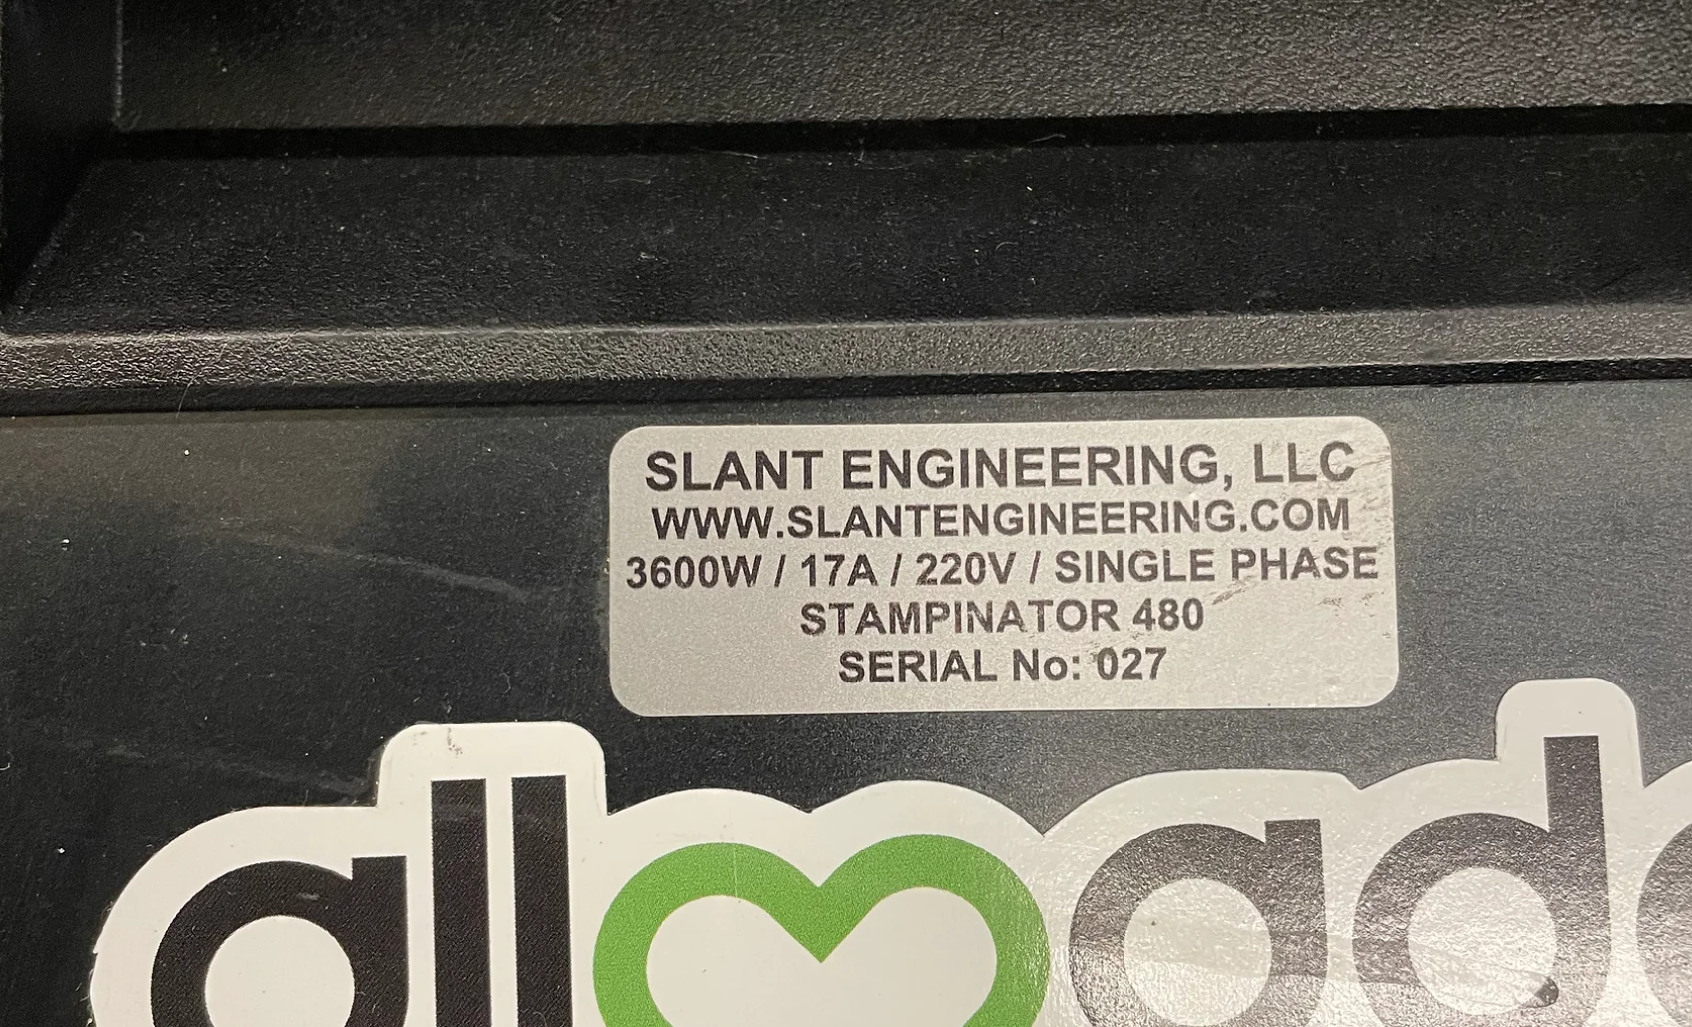 SLANT ENGINEERING, LLC
WWW.SLANTENGINEERING.COM
3600W / 17A / 220V / SINGLE PHASE
STAMPINATOR 480
SERIAL No: 027